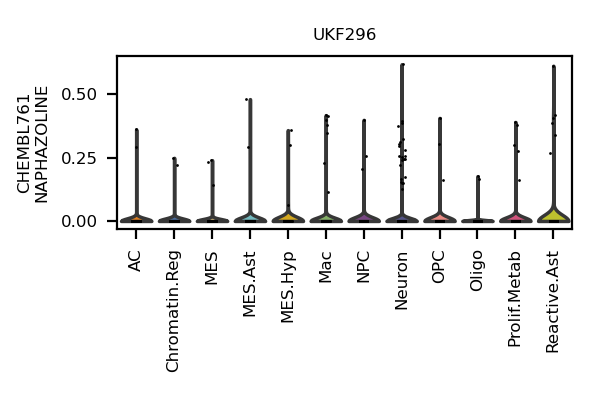 UKF296
CHEMBL761
NAPHAZOLINE
0.50
0.25
0.00
AC
Chromatin.Reg
MES
MES.Ast
MES.Hyp
Mac
NPC
Neuron
OPC
Oligo
Prolif.Metab
Reactive.Ast